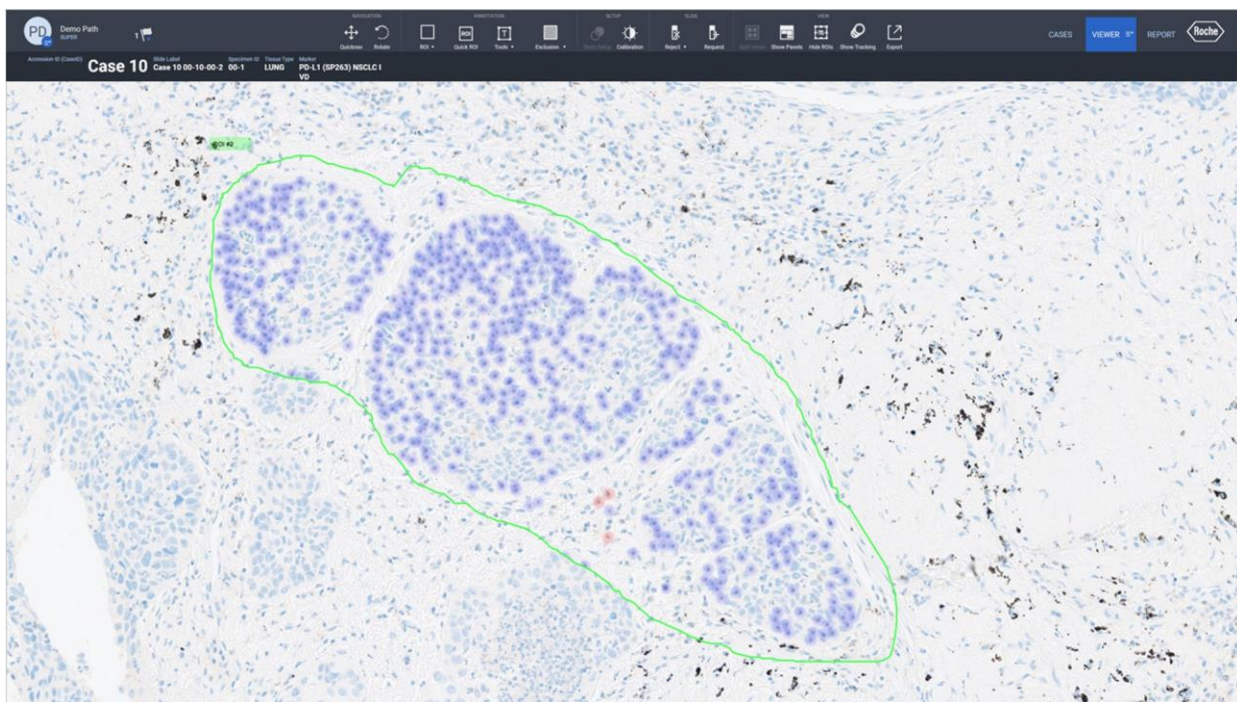 PD
Demo Path
SUPER
1
NAVIGATION
Quickview
Rotate
ANNOTATION
ROI
ROI
Quick ROI
T
Tools
Exclusion
SETUP
Calibration
SLIDE
Reject
Request
VIEW
Show Panels
Hide ROIs
Show Tracking
Export
CASES
VIEWER
REPORT
Roche
Accession ID (CaseID)
Case 10
Slide Label
Case 10 00-10-00-2
Specimen ID
00-1
Tissue Type
LUNG
Marker
PD-L1 (SP263) NSCLC I
VD
ROI #2